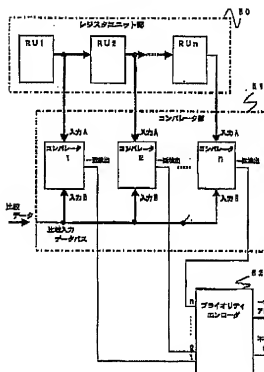 50
レジスタユニット部
RU1
RU2
RUn
51
コンパレータ部
入力A
入力A
入力A
コンパレータ
1
一致検出
コンパレータ
2
一致検出
コンパレータ
n
一致検出
入力B
入力B
入力B
比較
データ
比較入力
データバス
52
n
プライオリティ
エンコーダ
2
1